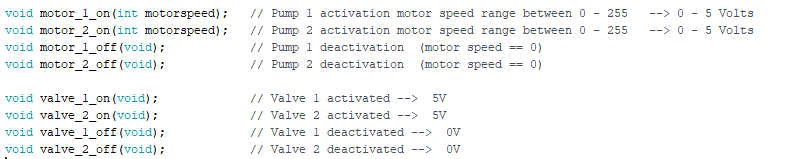 void motor_1_on(int motorspeed);   // Pump 1 activation motor speed range between 0 - 255   --> 0 - 5 Volts
void motor_2_on(int motorspeed);   // Pump 2 activation motor speed range between 0 - 255   --> 0 - 5 Volts
void motor_1_off(void);            // Pump 1 deactivation  (motor speed == 0)
void motor_2_off(void);            // Pump 2 deactivation  (motor speed == 0)

void valve_1_on(void);             // Valve 1 activated -->  5V
void valve_2_on(void);             // Valve 2 activated -->  5V
void valve_1_off(void);            // Valve 1 deactivated -->  0V
void valve_2_off(void);            // Valve 2 deactivated -->  0V